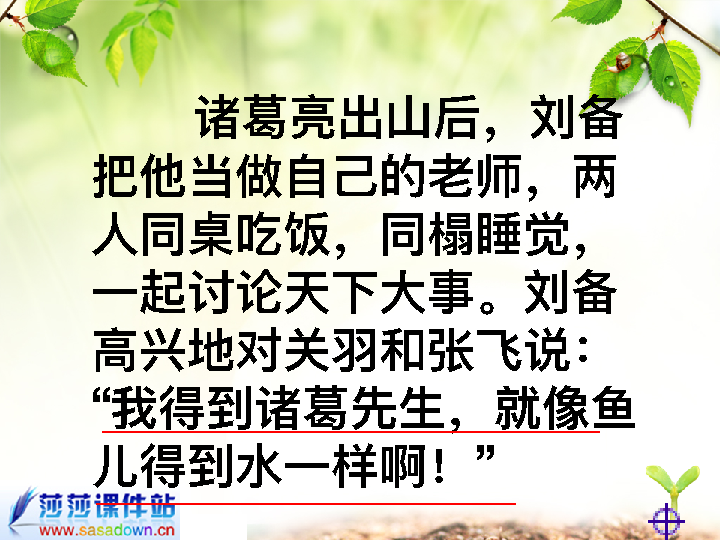 诸葛亮出山后，刘备
把他当做自己的老师，两
人同桌吃饭，同榻睡觉，
一起讨论天下大事。刘备
高兴地对关羽和张飞说：
“我得到诸葛先生，就像鱼
儿得到水一样啊！”
莎莎课件站
www.sasadown.cn